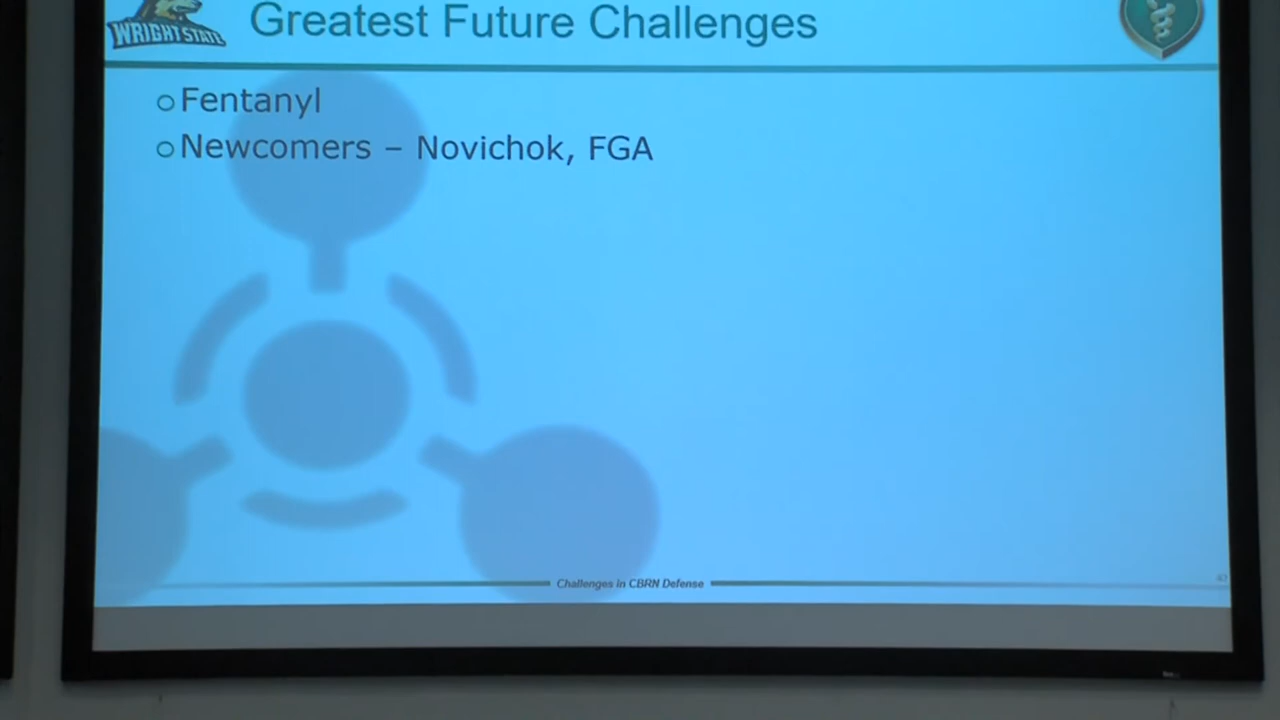 WRIGHT STATE
Greatest Future Challenges
Fentanyl
Newcomers – Novichok, FGA
Challenges in CBRN Defense